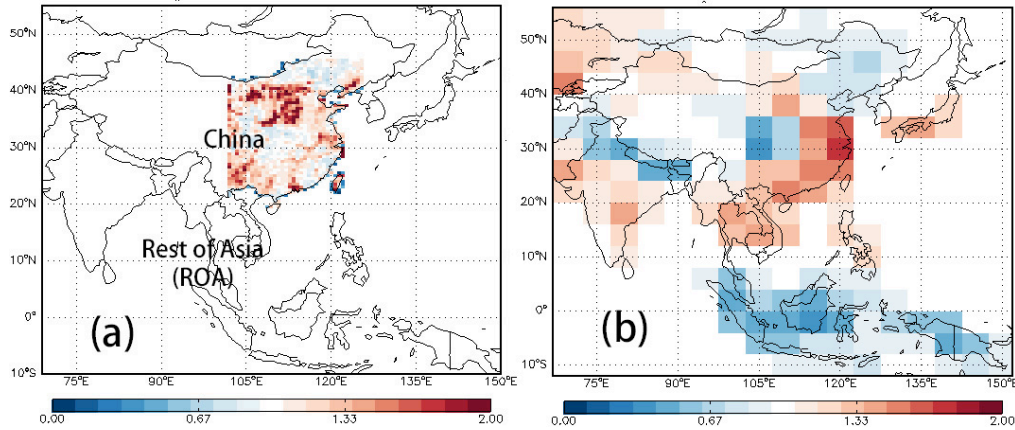 50°N
40°N
30°N
20°N
10°N
0°
10°S
China
Rest of Asia
(ROA)
(a)
75°E
90°E
105°E
120°E
135°E
150°E
0.00
0.67
1.33
2.00
50°N
40°N
30°N
20°N
10°N
0°
10°S
(b)
75°E
90°E
105°E
120°E
135°E
150°E
0.00
0.67
1.33
2.00